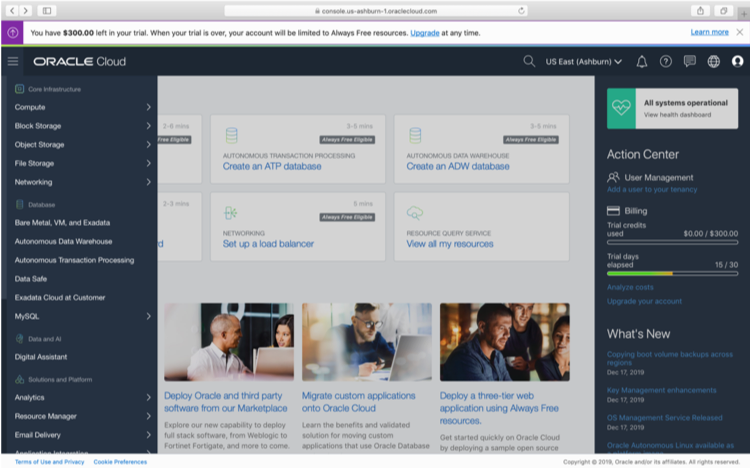 console.us-ashburn-1.oraclecloud.com
You have $300.00 left in your trial. When your trial is over, your account will be limited to Always Free resources. Upgrade at any time.
Learn more
ORACLE Cloud
US East (Ashburn)
Core Infrastructure
Compute
Block Storage
Object Storage
File Storage
Networking
Database
Bare Metal, VM, and Exadata
Autonomous Data Warehouse
Autonomous Transaction Processing
Data Safe
Exadata Cloud at Customer
MySQL
Data and AI
Digital Assistant
Solutions and Platform
Analytics
Resource Manager
Email Delivery
Application Integration
2-6 mins
Free Eligible
3-5 mins
Always Free Eligible
AUTONOMOUS TRANSACTION PROCESSING
Create an ATP database
3-5 mins
Always Free Eligible
AUTONOMOUS DATA WAREHOUSE
Create an ADW database
2-3 mins
d
5 mins
Always Free Eligible
NETWORKING
Set up a load balancer
RESOURCE QUERY SERVICE
View all my resources
Deploy Oracle and third party
software from our Marketplace
Explore our new capability to deploy
full stack software, from Weblogic to
Fortinet Fortigate, and more to come.
Migrate custom applications
onto Oracle Cloud
Learn the benefits and validated
solution for moving custom
applications that use Oracle Database
Deploy a three-tier web
application using Always Free
resources.
Get started quickly on Oracle Cloud
by deploying a sample open source
All systems operational
View health dashboard
Action Center
User Management
Add a user to your tenancy
Billing
Trial credits
used
$0.00 / $300.00
Trial days
elapsed
15 / 30
Analyze costs
Upgrade your account
What's New
Copying boot volume backups across
regions
Dec 17, 2019
Key Management enhancements
Dec 17, 2019
OS Management Service Released
Dec 17, 2019
Oracle Autonomous Linux available as
Terms of Use and Privacy
Cookie Preferences
Copyright © 2019, Oracle and/or its affiliates. All rights reserved.